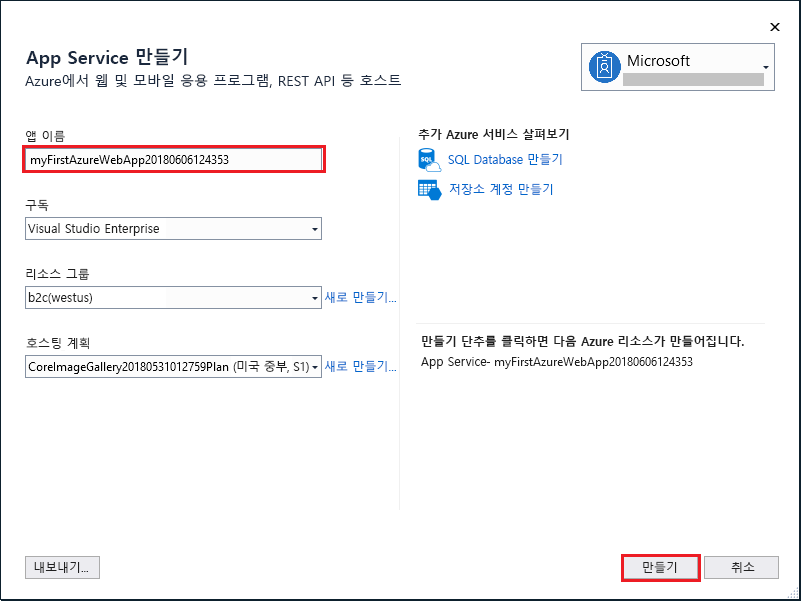 App Service 만들기
Azure에서 웹 및 모바일 응용 프로그램, REST API 등 호스트
Microsoft
앱 이름
myFirstAzureWebApp20180606124353
구독
Visual Studio Enterprise
리소스 그룹
b2c(westus)
새로 만들기...
호스팅 계획
CoreImageGallery20180531012759Plan (미국 중부, S1)
새로 만들기...
추가 Azure 서비스 살펴보기
SQL
SQL Database 만들기
저장소 계정 만들기
만들기 단추를 클릭하면 다음 Azure 리소스가 만들어집니다.
App Service- myFirstAzureWebApp20180606124353
내보내기...
만들기
취소